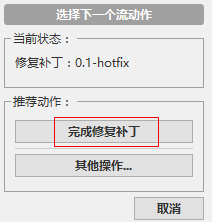 选择下一个流动作
当前状态：
修复补丁：0.1-hotfix
推荐动作：
完成修复补丁
其他操作...
取消